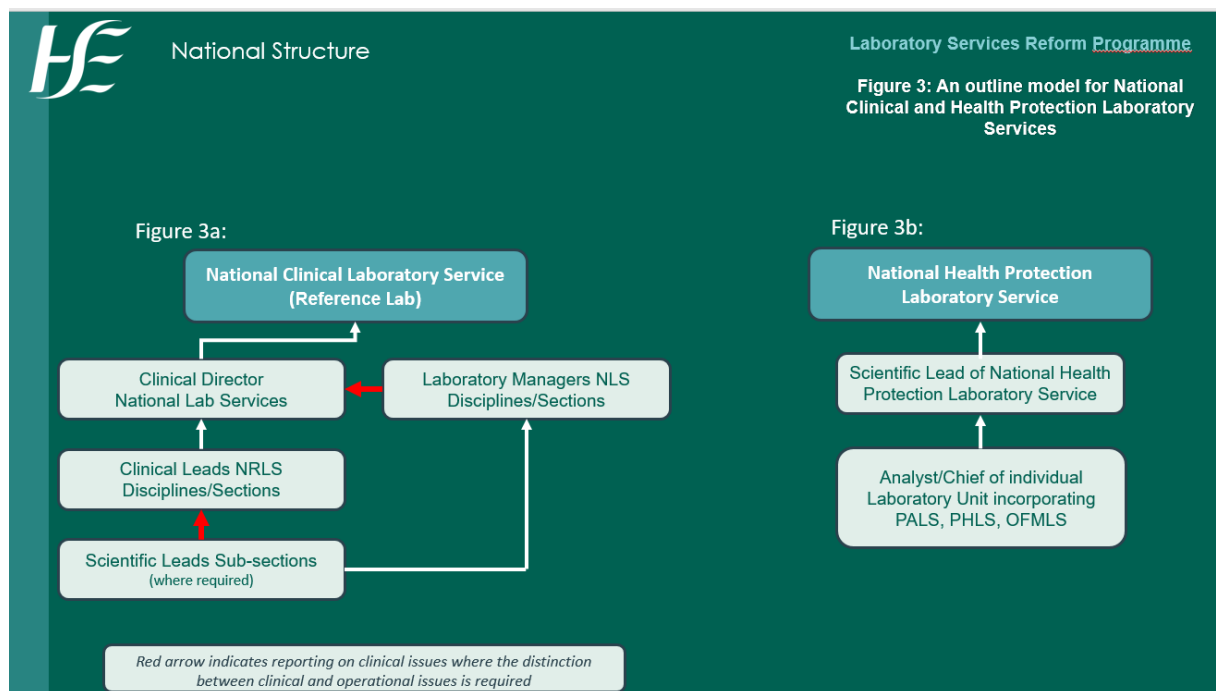 HSE
National Structure
Laboratory Services Reform Programme
Figure 3: An outline model for National
Clinical and Health Protection Laboratory
Services
Figure 3a:
National Clinical Laboratory Service
(Reference Lab)
Clinical Director
National Lab Services
Laboratory Managers NLS
Disciplines/Sections
Clinical Leads NRLS
Disciplines/Sections
Scientific Leads Sub-sections
(where required)
Red arrow indicates reporting on clinical issues where the distinction
between clinical and operational issues is required
Figure 3b:
National Health Protection
Laboratory Service
Scientific Lead of National Health
Protection Laboratory Service
Analyst/Chief of individual
Laboratory Unit incorporating
PALS, PHLS, OFMLS